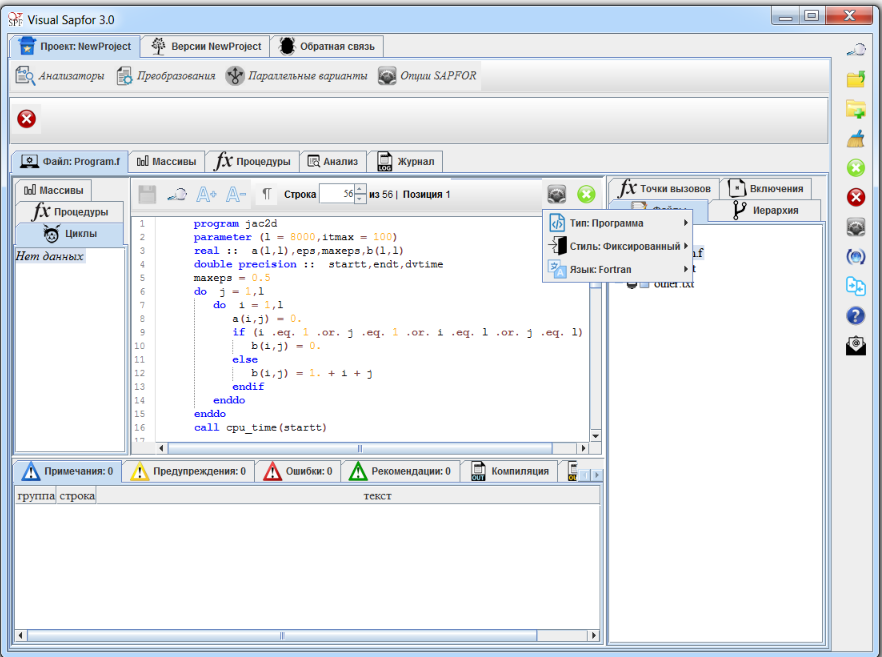 Visual Sapfor 3.0
Проект: NewProject
Версии NewProject
Обратная связь
Анализаторы
Преобразования
Параллельные варианты
Опции SAPFOR
Файл: Program.f
Массивы
Процедуры
Анализ
Журнал
Массивы
Процедуры
Циклы
Нет данных
Строка 56 из 56 | Позиция 1
1 program jac2d
2 parameter (l = 8000,itmax = 100)
3 real :: a(l,l),eps,maxeps,b(l,l)
4 double precision :: startt,endt,dvtime
5 maxeps = 0.5
6 do j = 1,l
7 do i = 1,l
8 a(i,j) = 0.
9 if (i .eq. 1 .or. j .eq. 1 .or. i .eq. l .or. j .eq. l)
10 b(i,j) = 0.
11 else
12 b(i,j) = 1. + i + j
13 endif
14 enddo
15 enddo
16 call cpu_time(startt)
17
Точки вызовов
Включения
Файлы
Иерархия
Тип: Программа
Стиль: Фиксированный
Язык: Fortran
other.txt
Примечания: 0
Предупреждения: 0
Ошибки: 0
Рекомендации: 0
Компиляция
группа строка текст